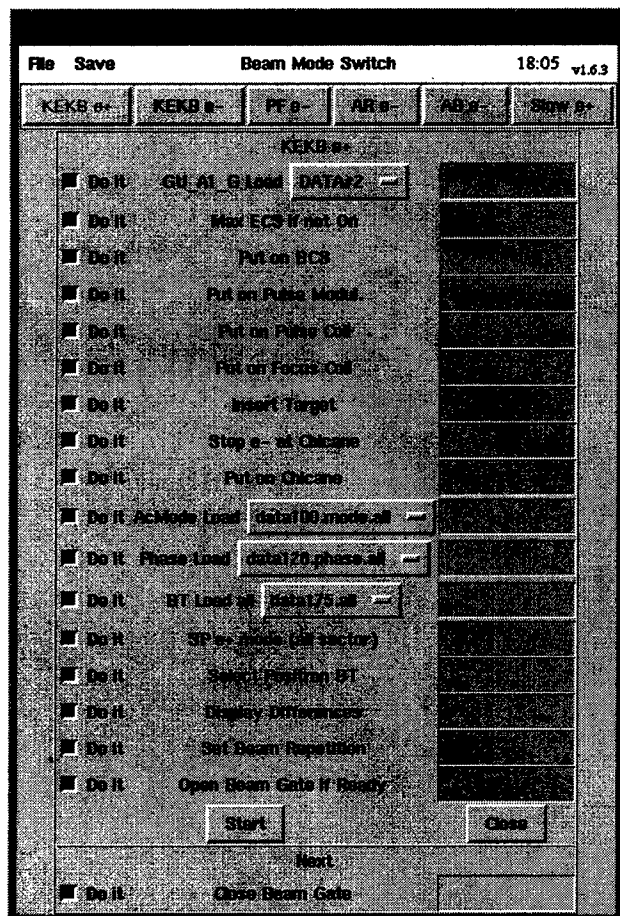 File Save Beam Mode Switch 18:05 v1.6.3
KEKB e+ KEKB e- PF e- AR e- AB e- Slow e+
KEKB e+
Do it GU_A1_G Load DATA#2
Do it Max ECS if not On
Do it Put on ECS
Do it Put on Pulse Modul.
Do it Put on Pulse Coil
Do it Put on Focus Coil
Do it Insert Target
Do it Stop e- at Chicane
Do it Put on Chicane
Do it AcMode Load data100.mode.all
Do it Phase Load data126.phase.all
Do it BT Load all data175.all
Do it SP e+ mode (all sector)
Do it Select Positron BT
Do it Display Differences
Do it Set Beam Repetition
Do it Open Beam Gate if Ready
Start Close
Next
Do it Close Beam Gate